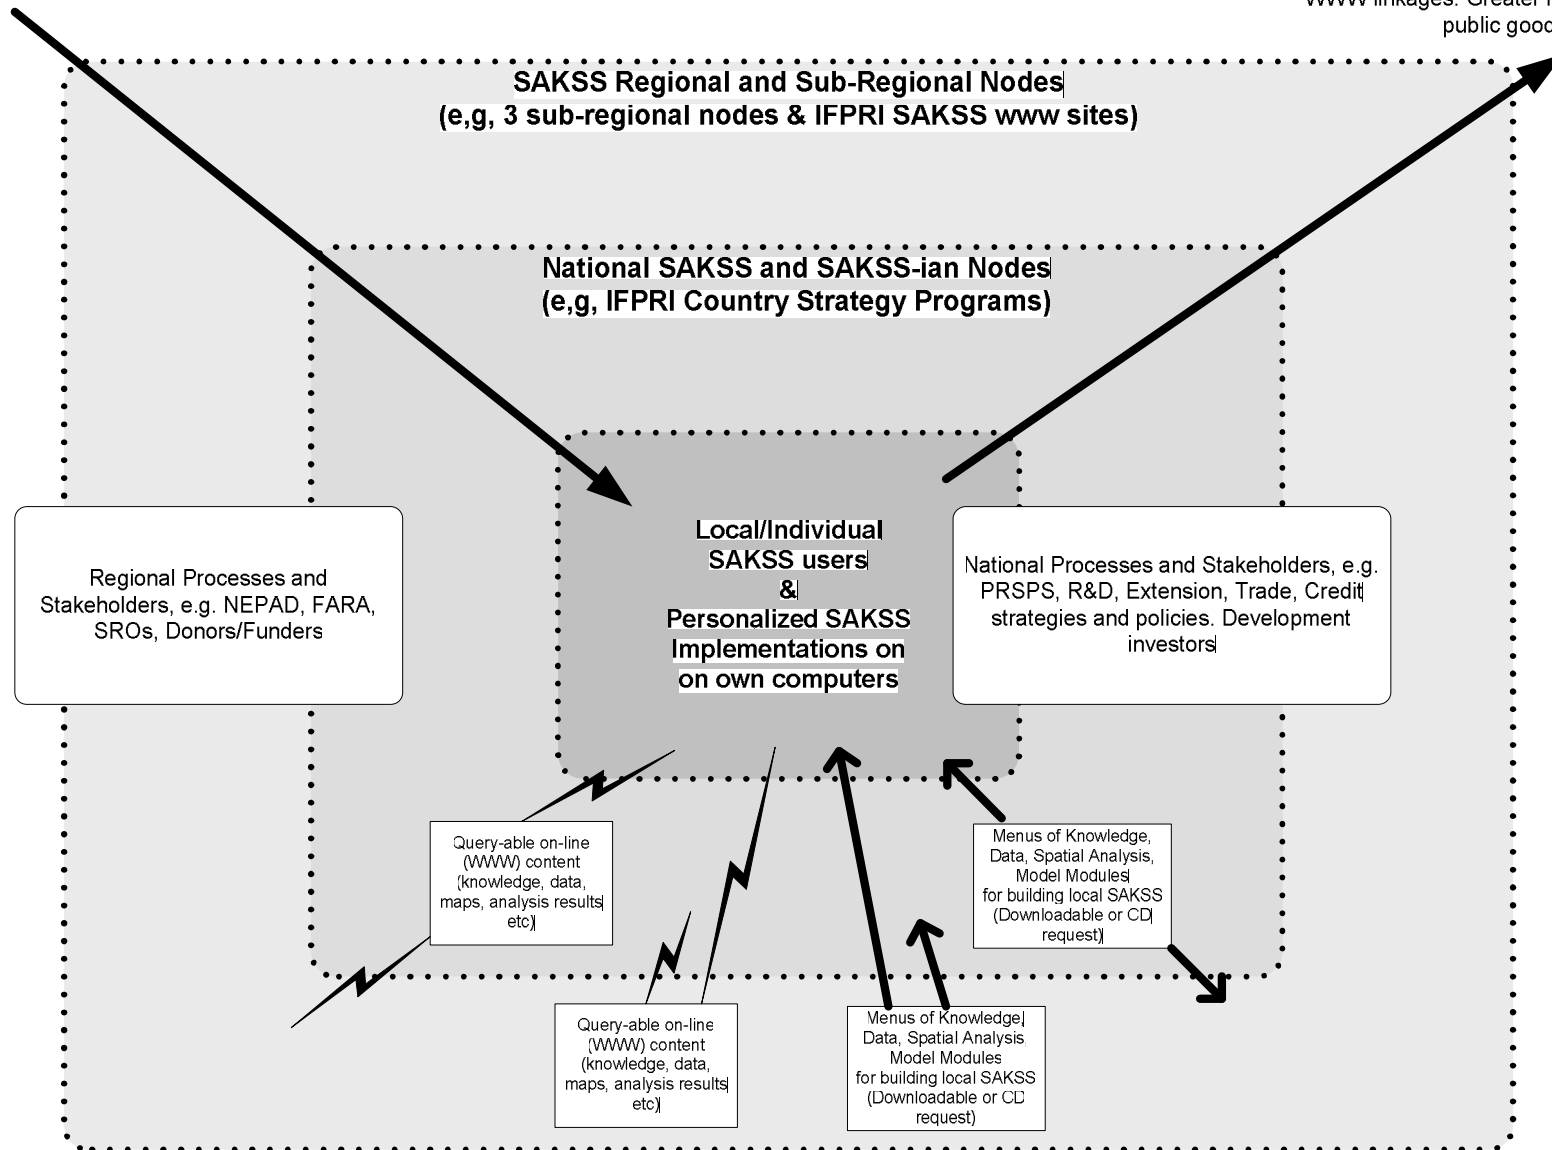 WWW linkages. Greater
public good
SAKSS Regional and Sub-Regional Nodes
(e,g, 3 sub-regional nodes & IFPRI SAKSS www sites)
National SAKSS and SAKSS-ian Nodes
(e,g, IFPRI Country Strategy Programs)
Local/Individual
SAKSS users
&
Personalized SAKSS
Implementations on
on own computers
Regional Processes and
Stakeholders, e.g. NEPAD, FARA,
SROs, Donors/Funders
National Processes and Stakeholders, e.g.
PRSPS, R&D, Extension, Trade, Credit
strategies and policies. Development
investors
Query-able on-line
(WWW) content
(knowledge, data,
maps, analysis results
etc)
Menus of Knowledge,
Data, Spatial Analysis,
Model Modules
for building local SAKSS
(Downloadable or CD
request)
Query-able on-line
(WWW) content
(knowledge, data,
maps, analysis results
etc)
Menus of Knowledge,
Data, Spatial Analysis,
Model Modules
for building local SAKSS
(Downloadable or CD
request)